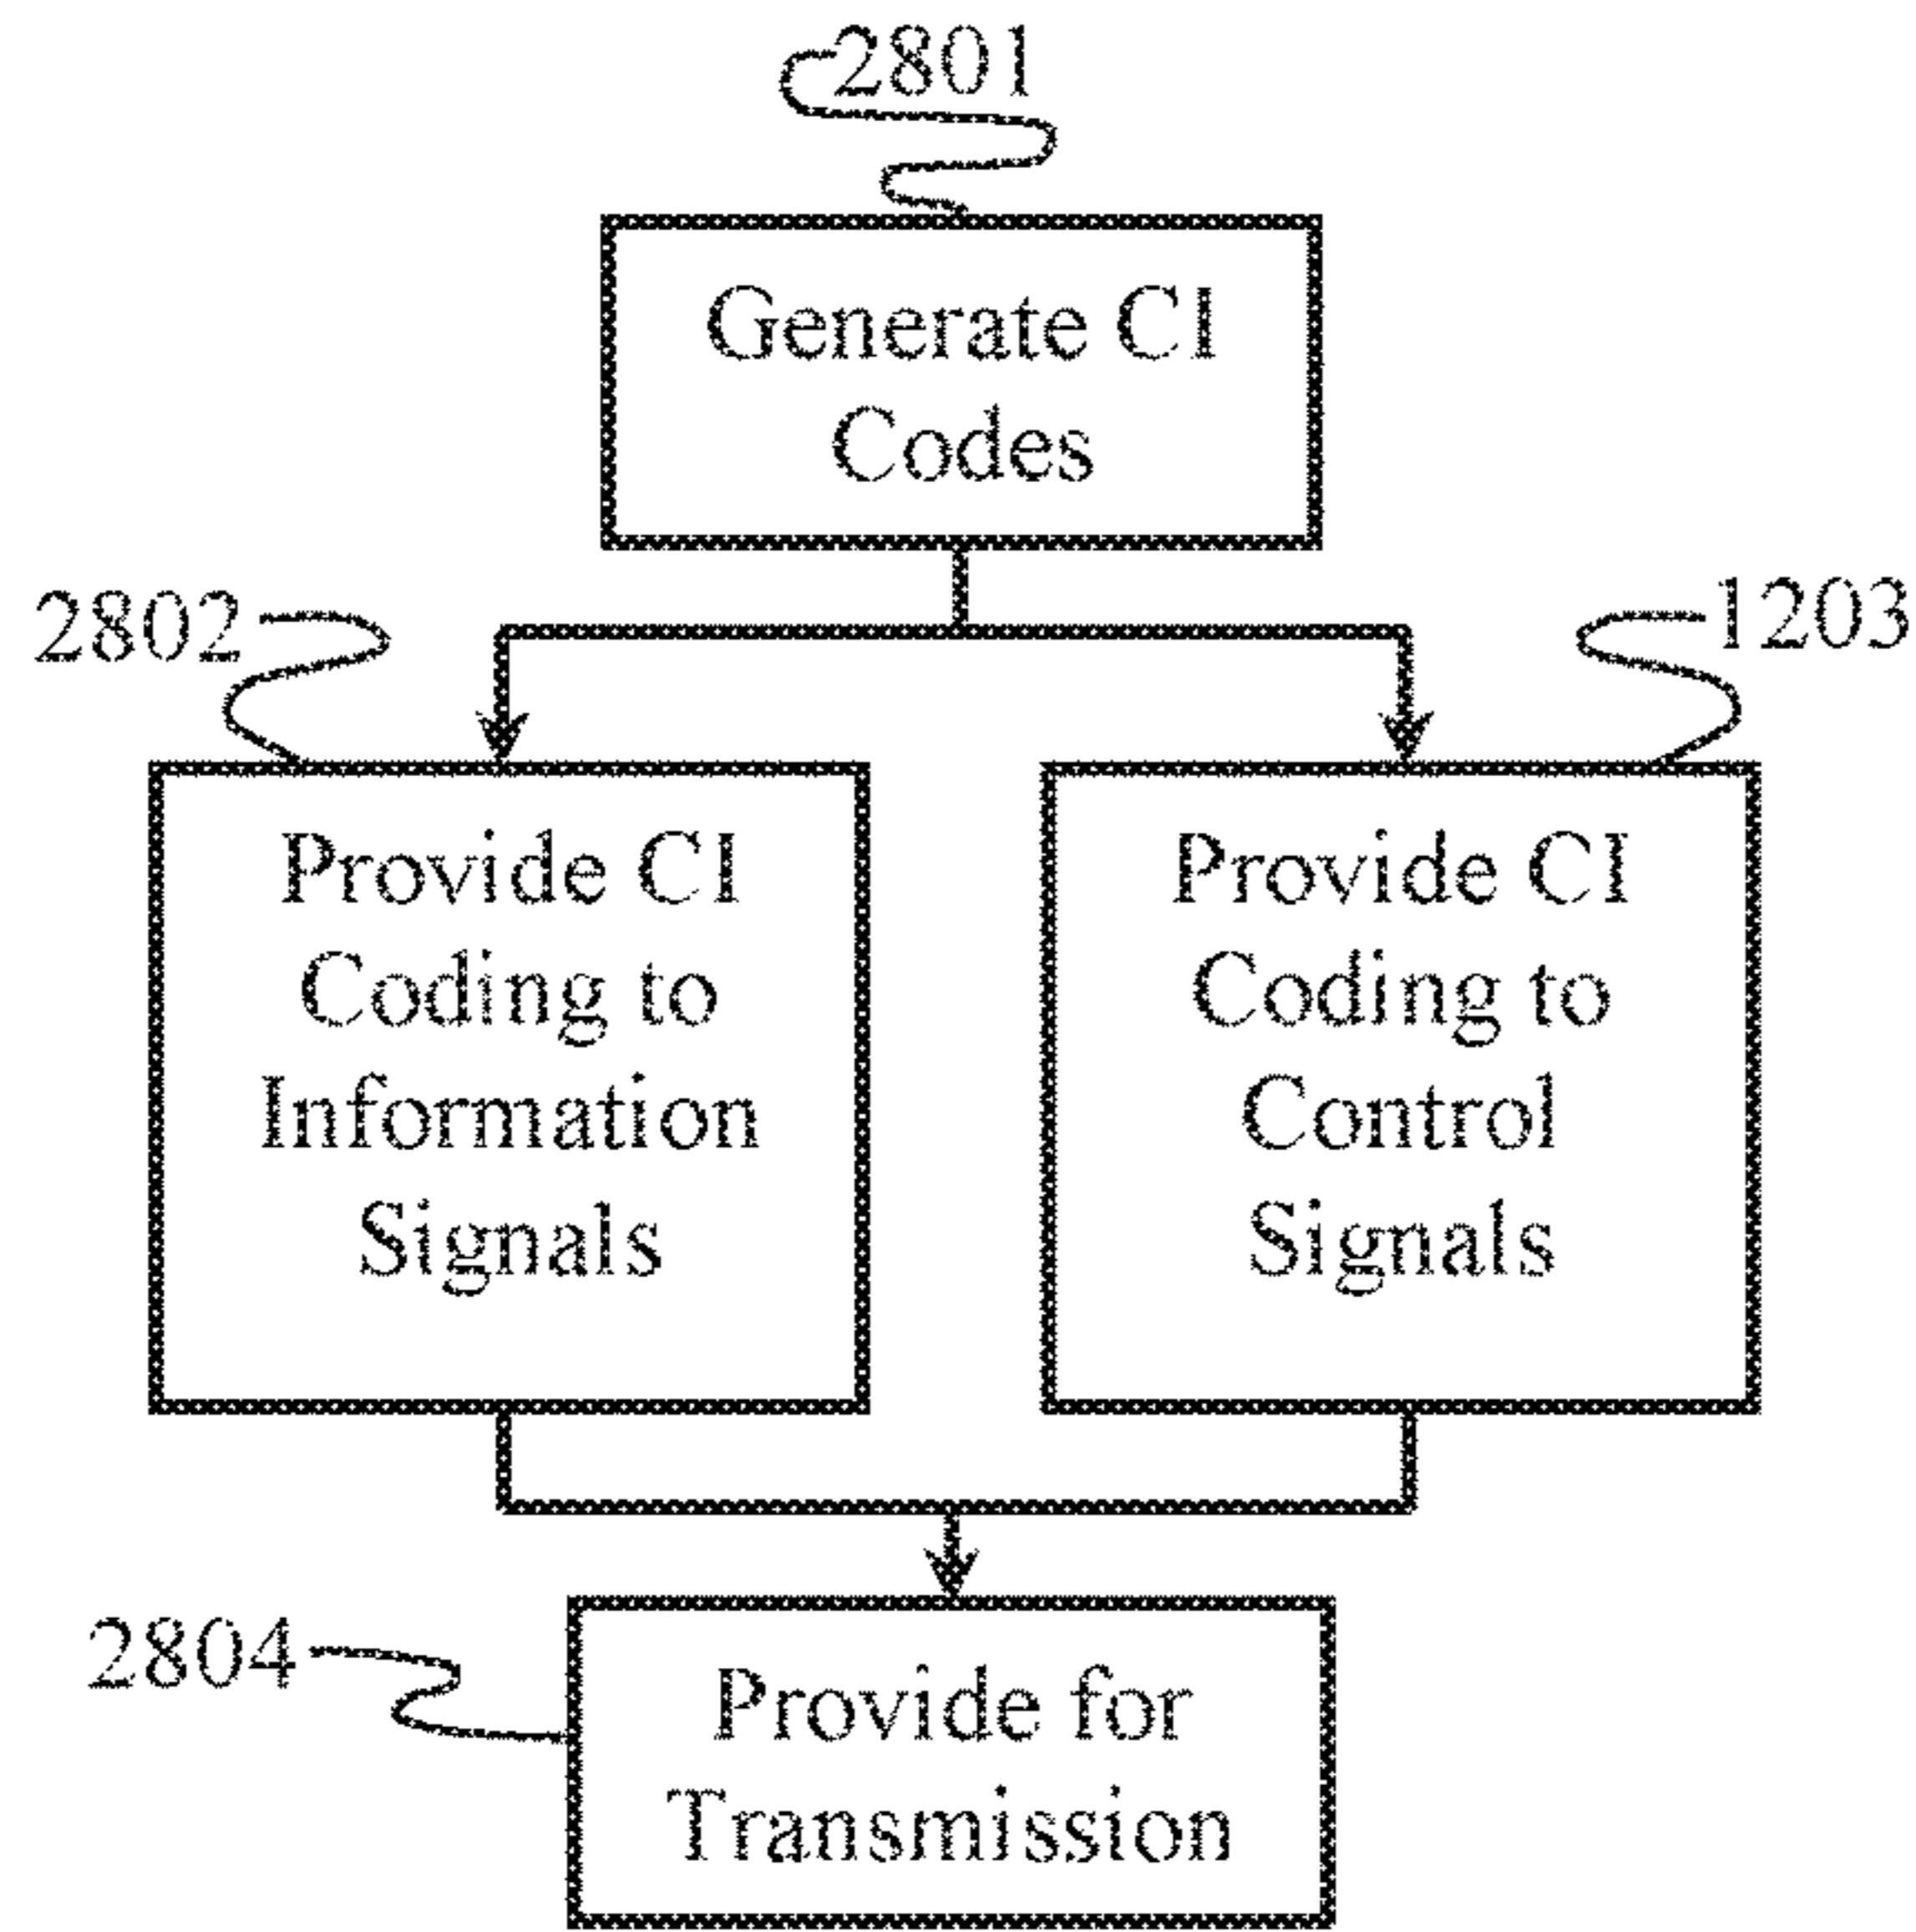 2801
Generate CI
Codes
2802
1203
Provide CI
Coding to
Information
Signals
Provide CI
Coding to
Control
Signals
2804
Provide for
Transmission